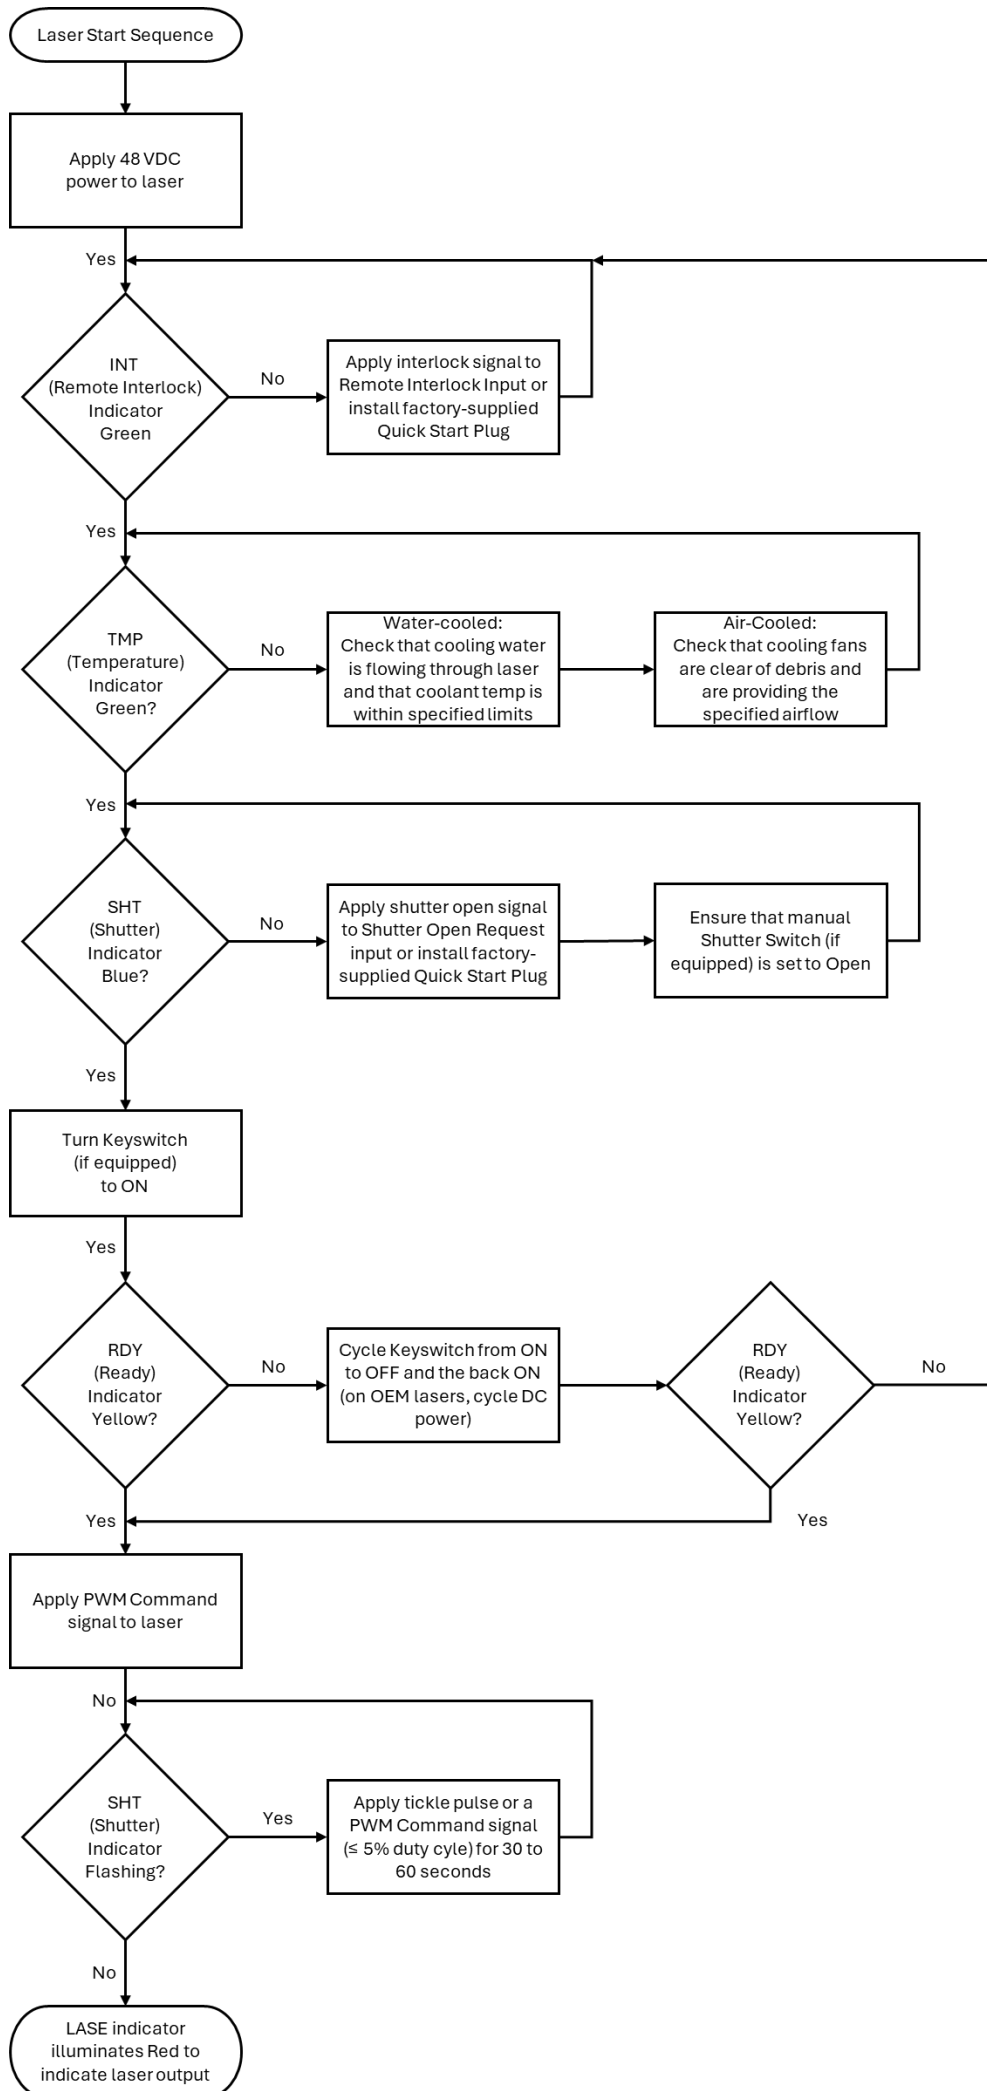 Laser Start Sequence
Apply 48 VDC
power to laser
Yes
INT
(Remote Interlock)
Indicator
Green
No
Apply interlock signal to
Remote Interlock Input or
install factory-supplied
Quick Start Plug
Yes
TMP
(Temperature)
Indicator
Green?
No
Water-cooled:
Check that cooling water
is flowing through laser
and that coolant temp is
within specified limits
Air-Cooled:
Check that cooling fans
are clear of debris and
are providing the
specified airflow
Yes
SHT
(Shutter)
Indicator
Blue?
No
Apply shutter open signal
to Shutter Open Request
input or install factory-
supplied Quick Start Plug
Ensure that manual
Shutter Switch (if
equipped) is set to Open
Yes
Turn Keyswitch
(if equipped)
to ON
Yes
RDY
(Ready)
Indicator
Yellow?
No
Cycle Keyswitch from ON
to OFF and the back ON
(on OEM lasers, cycle DC
power)
RDY
(Ready)
Indicator
Yellow?
No
Yes
Yes
Apply PWM Command
signal to laser
No
SHT
(Shutter)
Indicator
Flashing?
Yes
Apply tickle pulse or a
PWM Command signal
(≤ 5% duty cyle) for 30 to
60 seconds
No
LASE indicator
illuminates Red to
indicate laser output